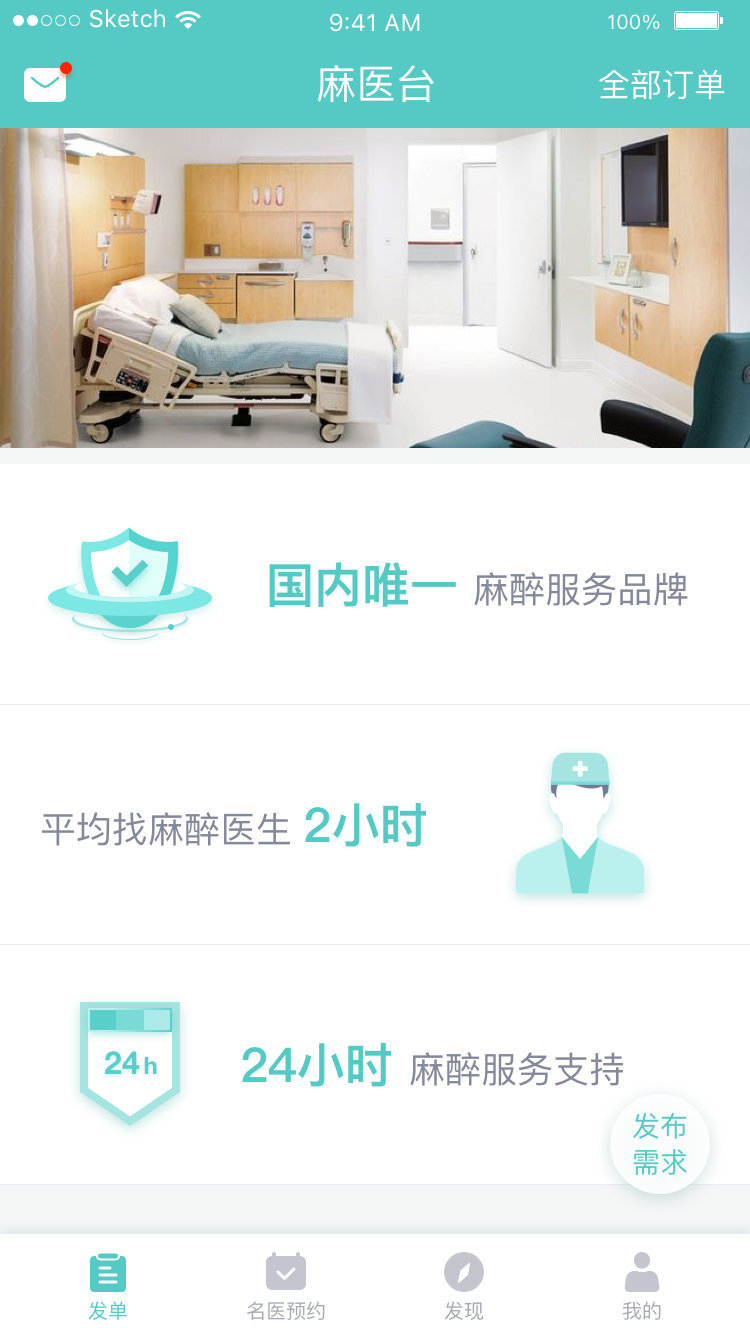 Sketch 9:41 AM 100%
麻医台 全部订单
国内唯一 麻醉服务品牌
平均找麻醉医生 2小时
24h
24小时 麻醉服务支持
发布
需求
发单 名医预约 发现 我的